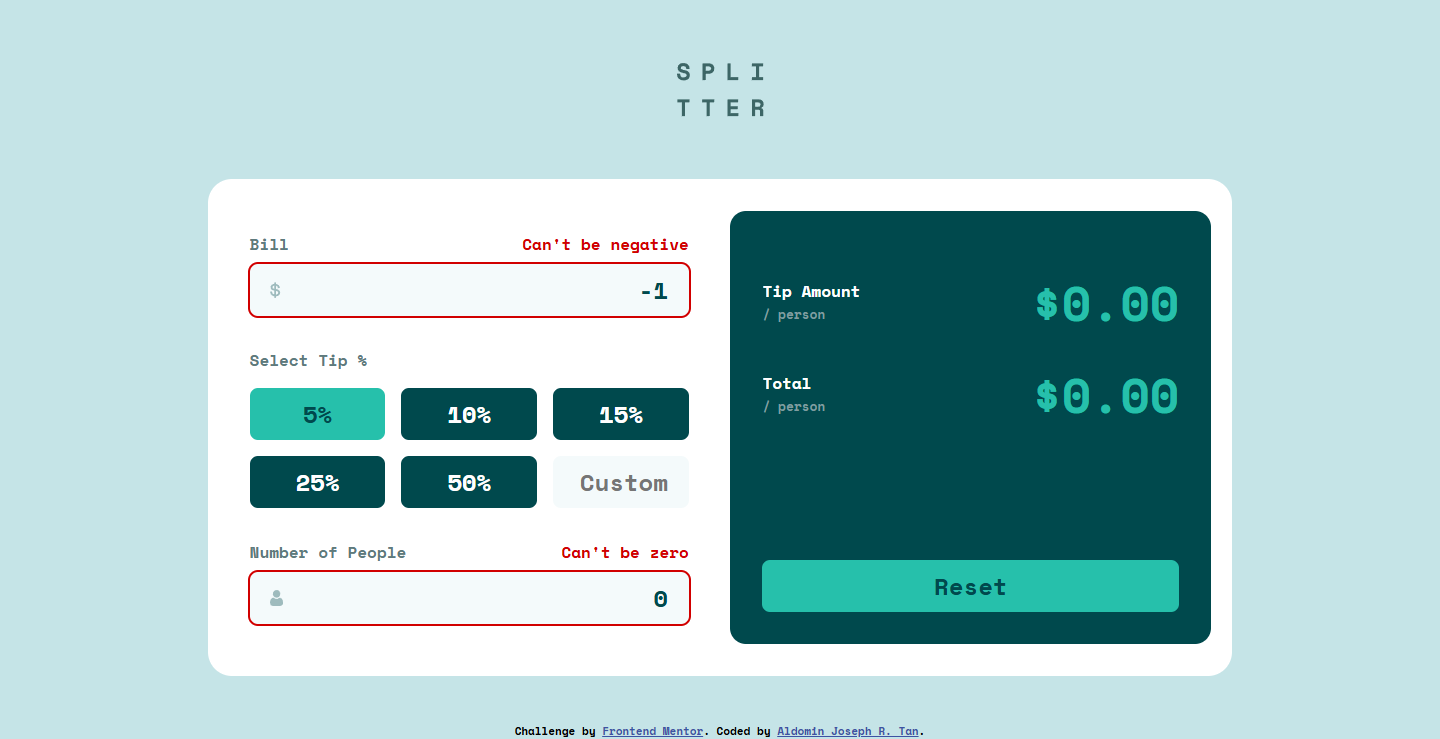 SPLI
TTER
Bill Can't be negative
$ -1
Select Tip %
5% 10% 15%
25% 50% Custom
Number of People Can't be zero
0
Tip Amount
/ person
$0.00
Total
/ person
$0.00
Reset
Challenge by Frontend Mentor. Coded by Aldomin Joseph R. Tan.